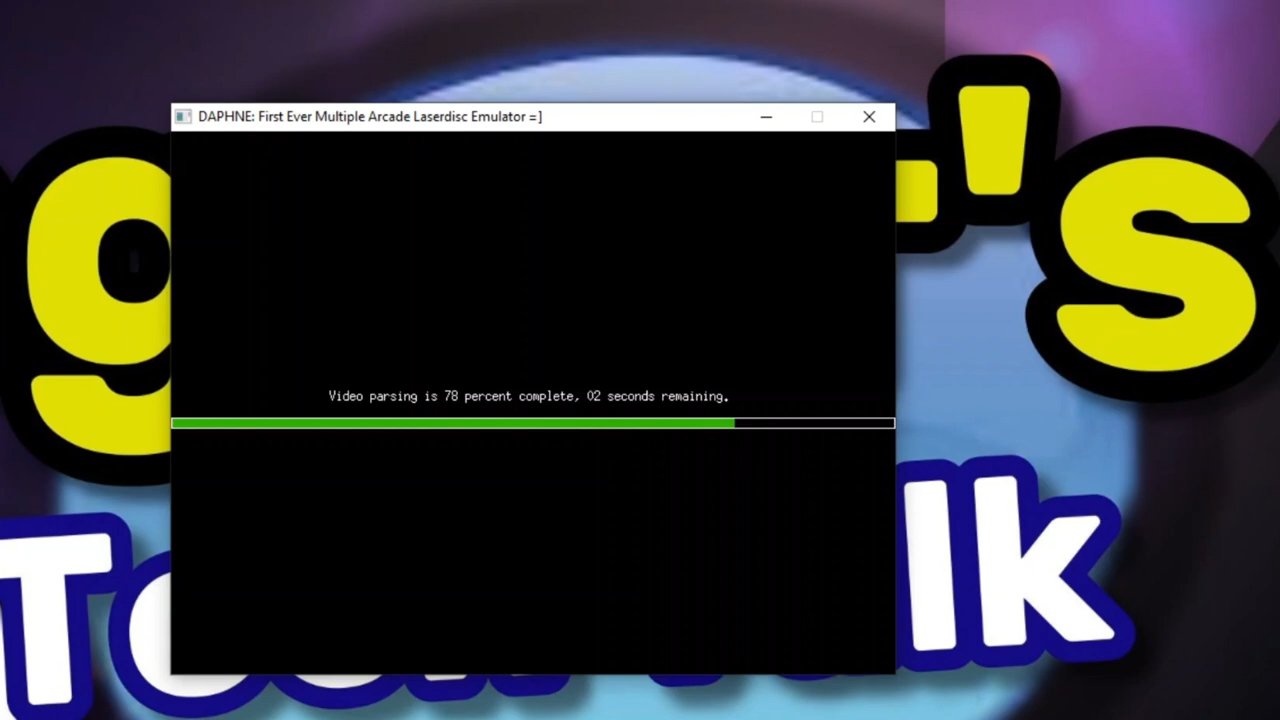 DAPHNE: First Ever Multiple Arcade Laserdisc Emulator =]
's
Video parsing is 78 percent complete, 02 seconds remaining.